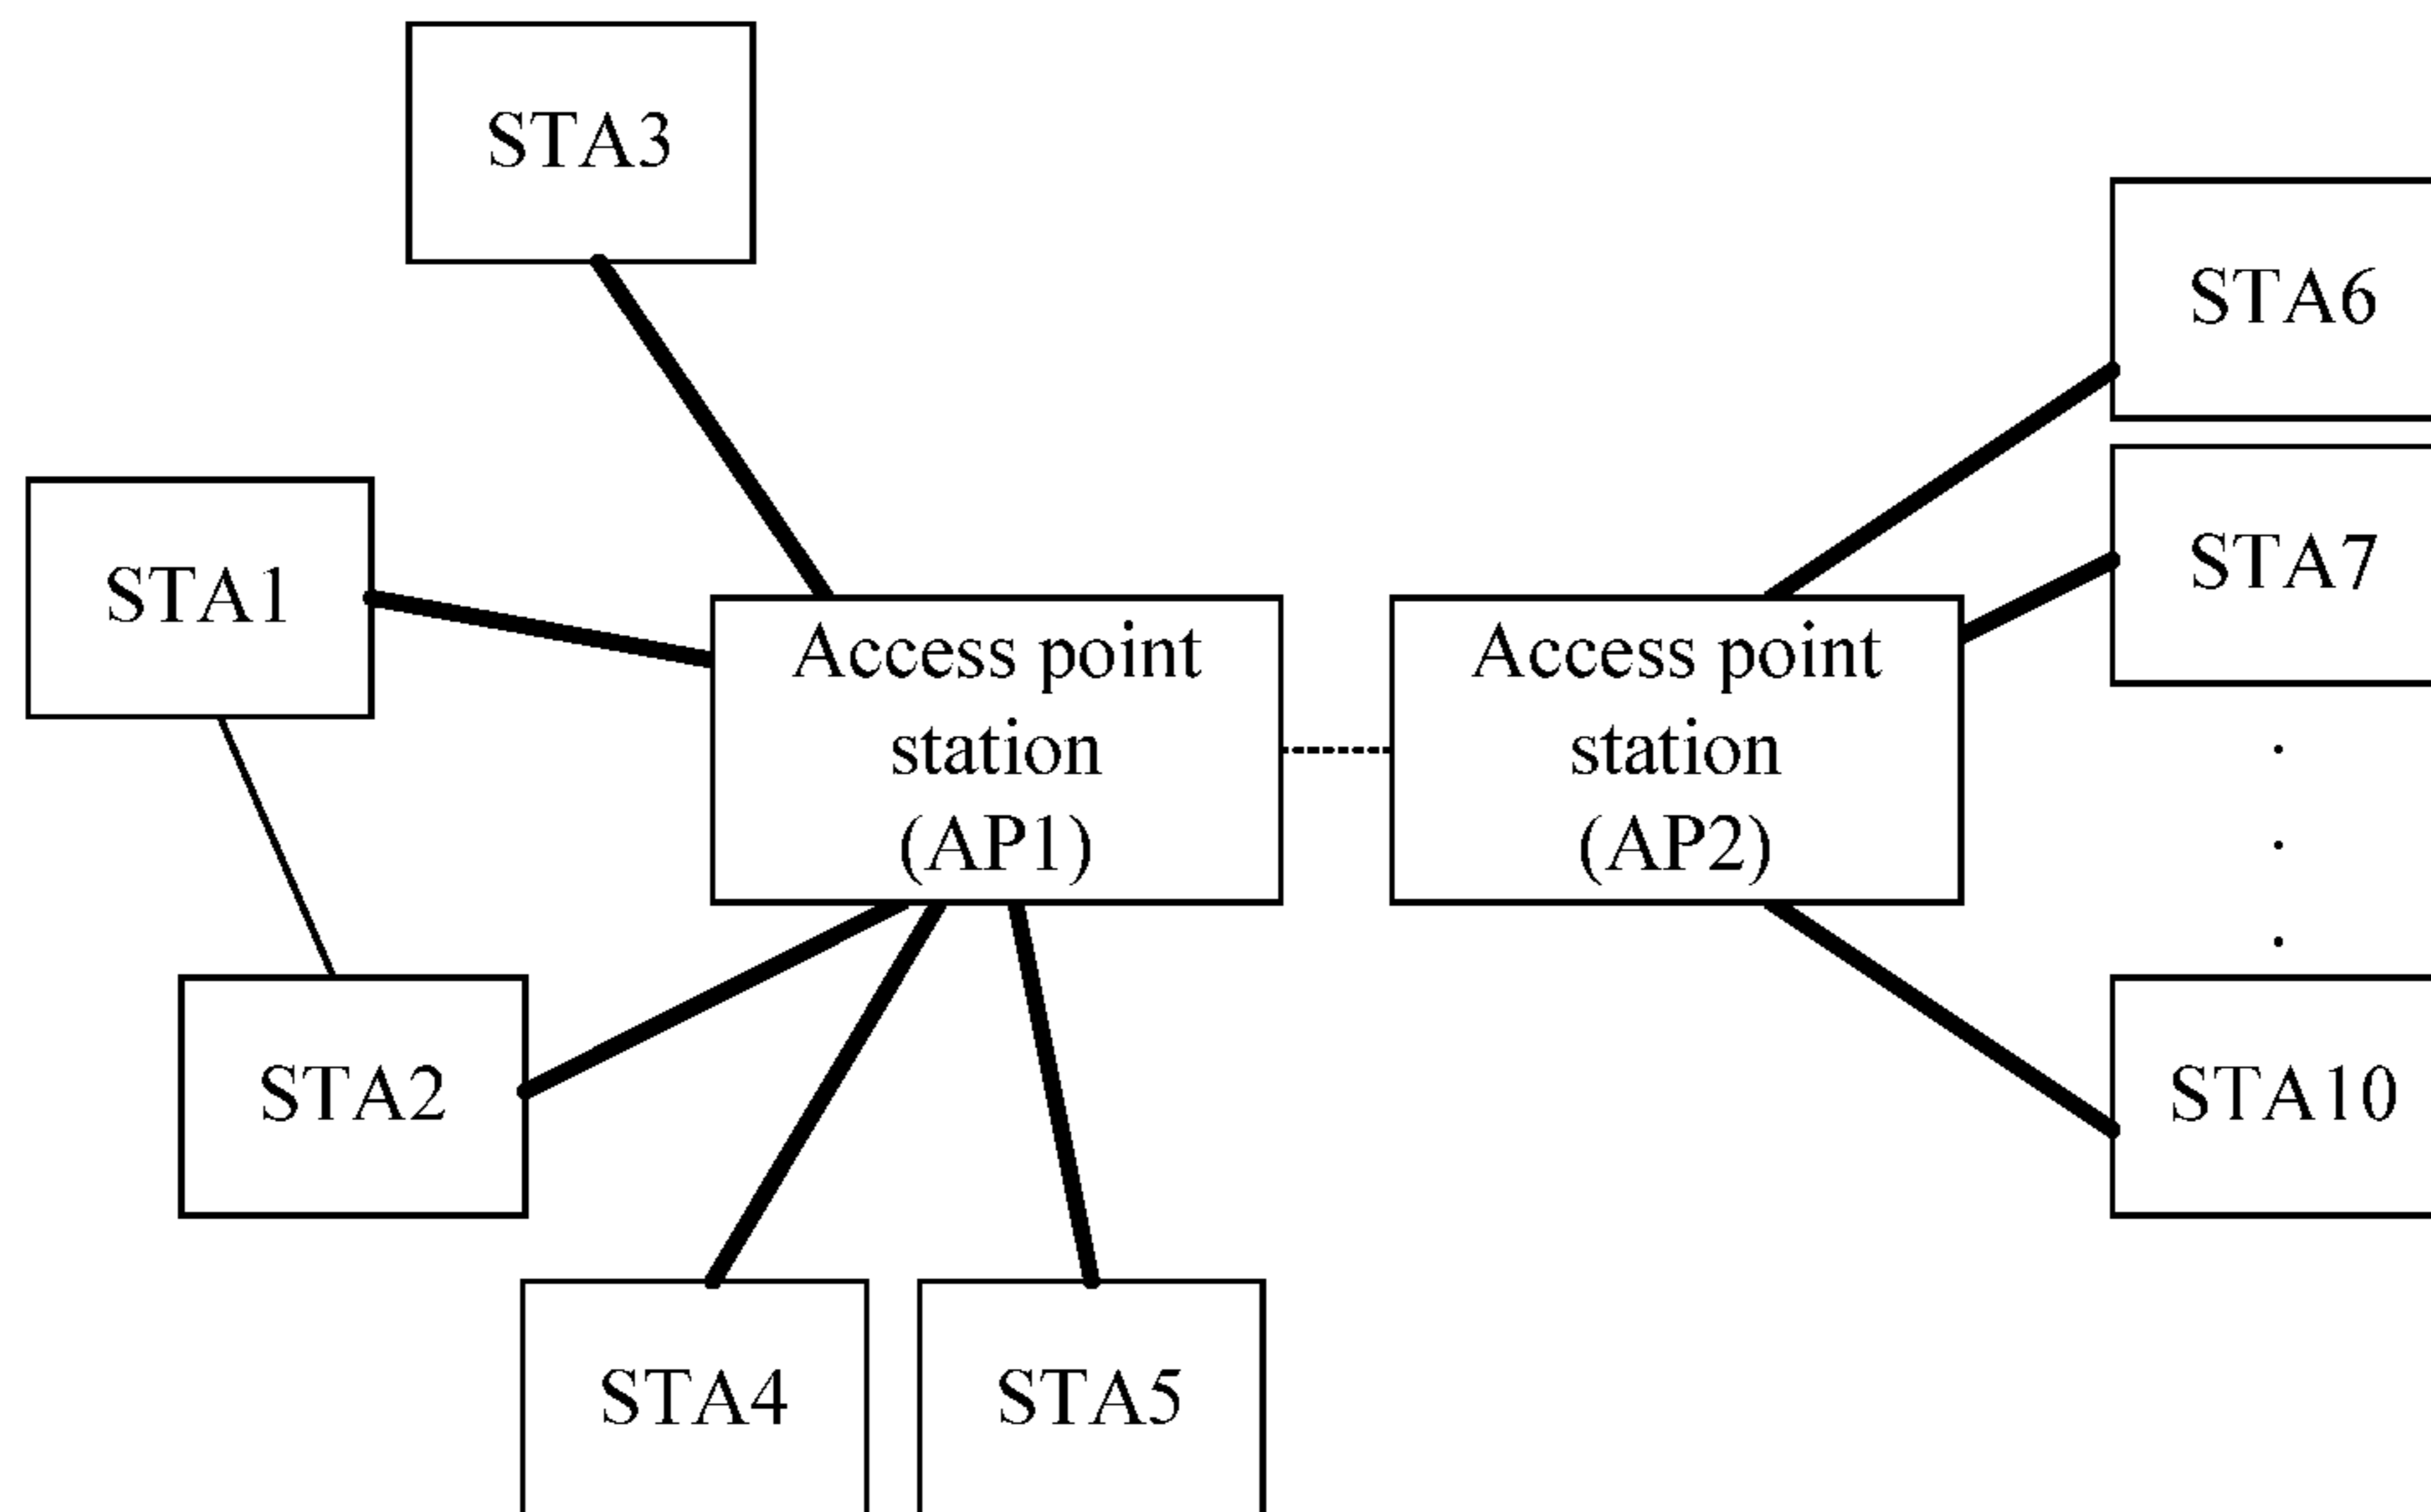 STA3
STA6
STA7
STA1
Access point
station
(AP1)
Access point
station
(AP2)
STA2
STA10
STA4
STA5